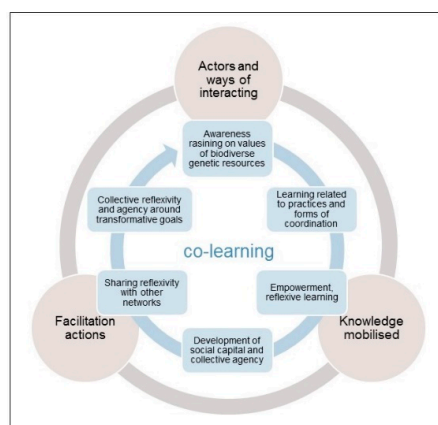 Actors and
ways of
interacting
Awareness
rasining on values
of biodiverse
genetic resources
Collective reflexivity
and agency around
transformative goals
Learning related
to practices and
forms of
coordination
co-learning
Sharing reflexivity
with other
networks
Empowerment,
reflexive learning
Facilitation
actions
Knowledge
mobilised
Development of
social capital and
collective agency